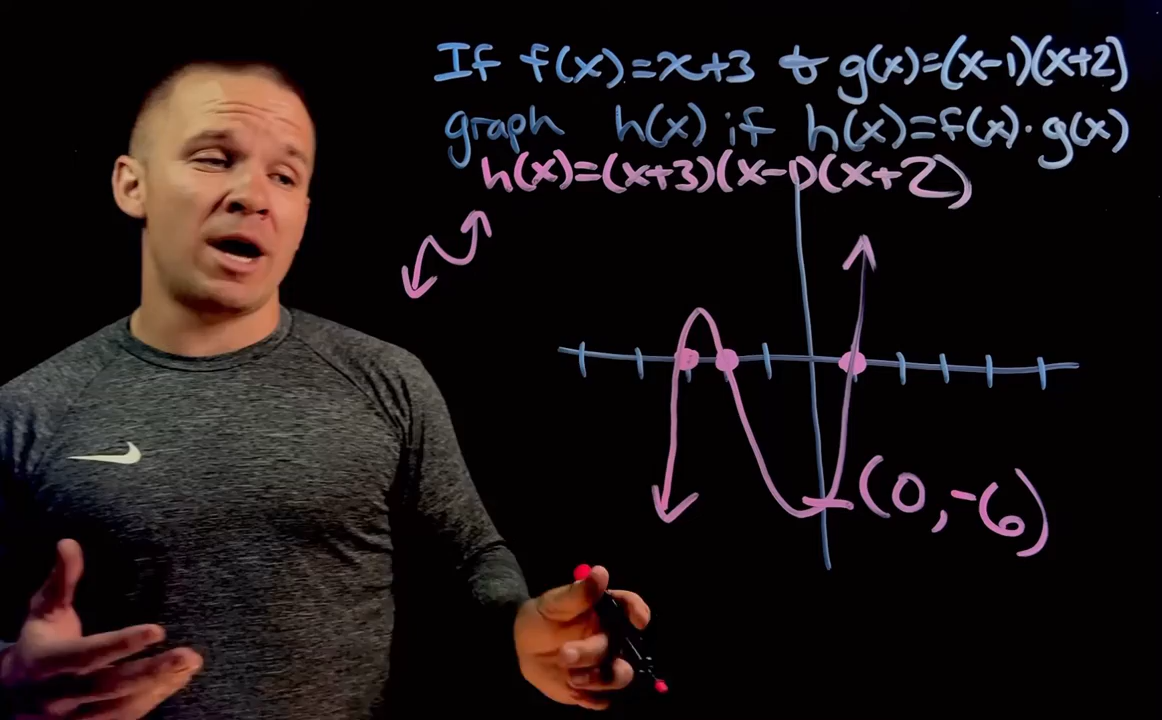 If f(x)=x+3 & g(x)=(x-1)(x+2)
graph h(x) if h(x)=f(x)·g(x)
h(x)=(x+3)(x-1)(x+2)
(0,-6)